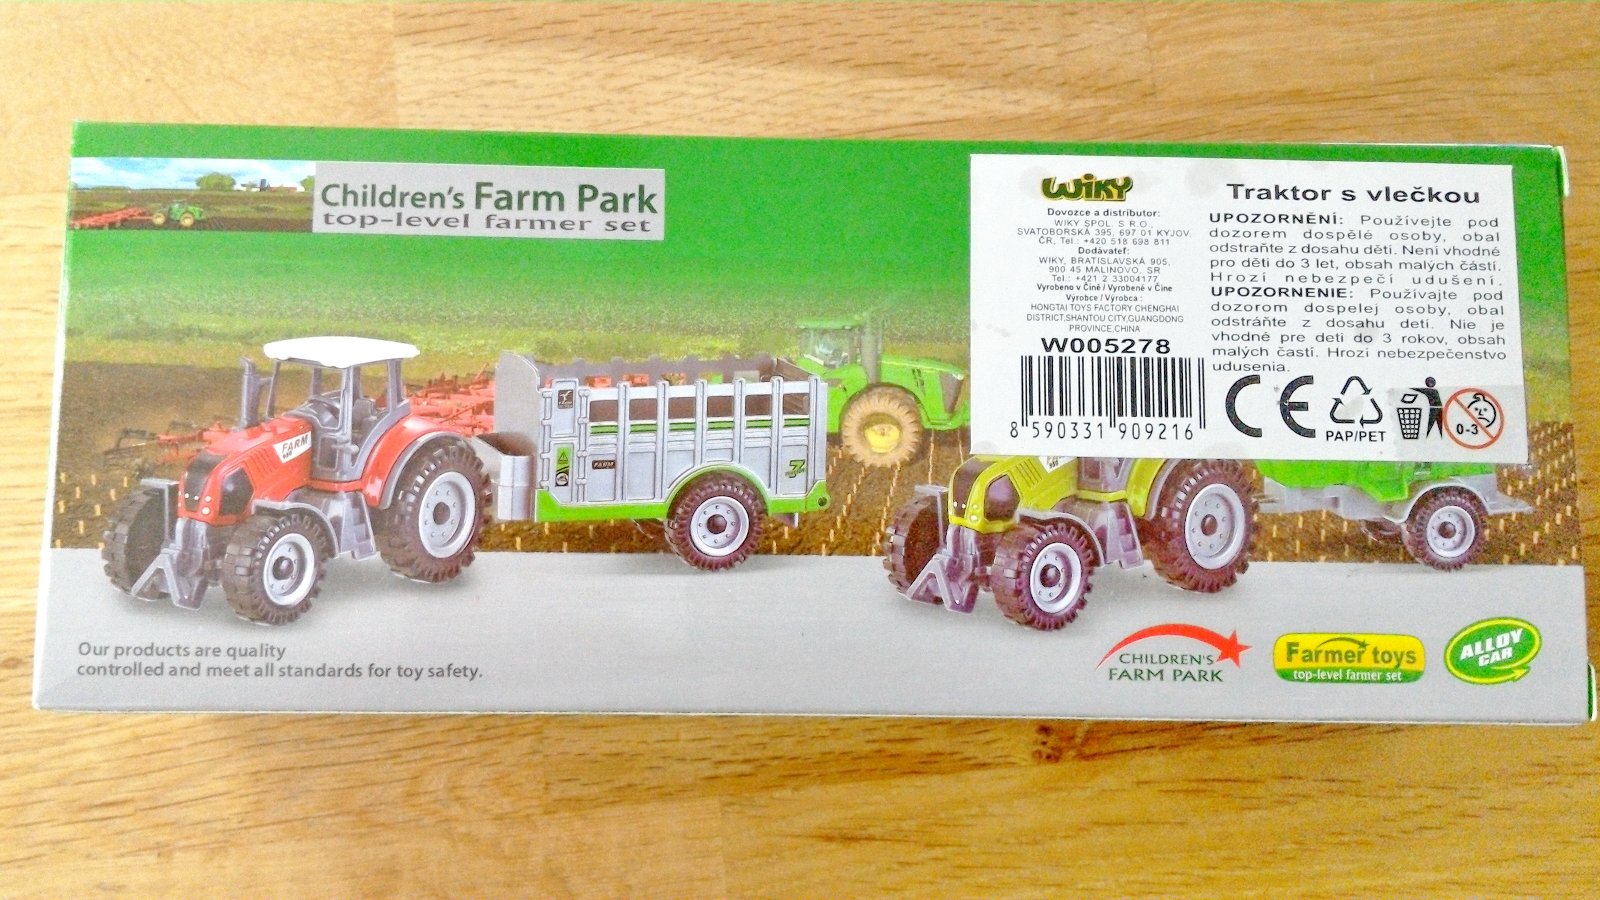 Children's Farm Park
top-level farmer set
WIKY
Dovozce a distributor:
WIKY SPOL. S R.O.,
SVATOBORSKÁ 395, 697 01 KYJOV.
ČR, Tel.: +420 518 698 811
Dodávateľ:
WIKY, BRATISLAVSKÁ 905,
900 45 MALINOVO. SR
Tel.: +421 2 33004177
Vyrobeno v Číně / Vyrobené v Číne
Výrobce / Výrobca :
HONGTAI TOYS FACTORY CHENGHAI
DISTRICT,SHANTOU CITY,GUANGDONG
PROVINCE,CHINA
W005278
8 590331 909216
Traktor s vlečkou
UPOZORNĚNÍ: Používejte pod
dozorem dospělé osoby, obal
odstraňte z dosahu dětí. Není vhodné
pro děti do 3 let, obsah malých částí.
Hrozí nebezpečí udušení.
UPOZORNENIE: Používajte pod
dozorom dospelej osoby, obal
odstráňte z dosahu detí. Nie je
vhodné pre deti do 3 rokov, obsah
malých častí. Hrozí nebezpečenstvo
udusenia.
CE
PAP/PET
0-3
FARM
FARM
7
Our products are quality
controlled and meet all standards for toy safety.
CHILDREN'S
FARM PARK
Farmer toys
top-level farmer set
ALLOY
CAR